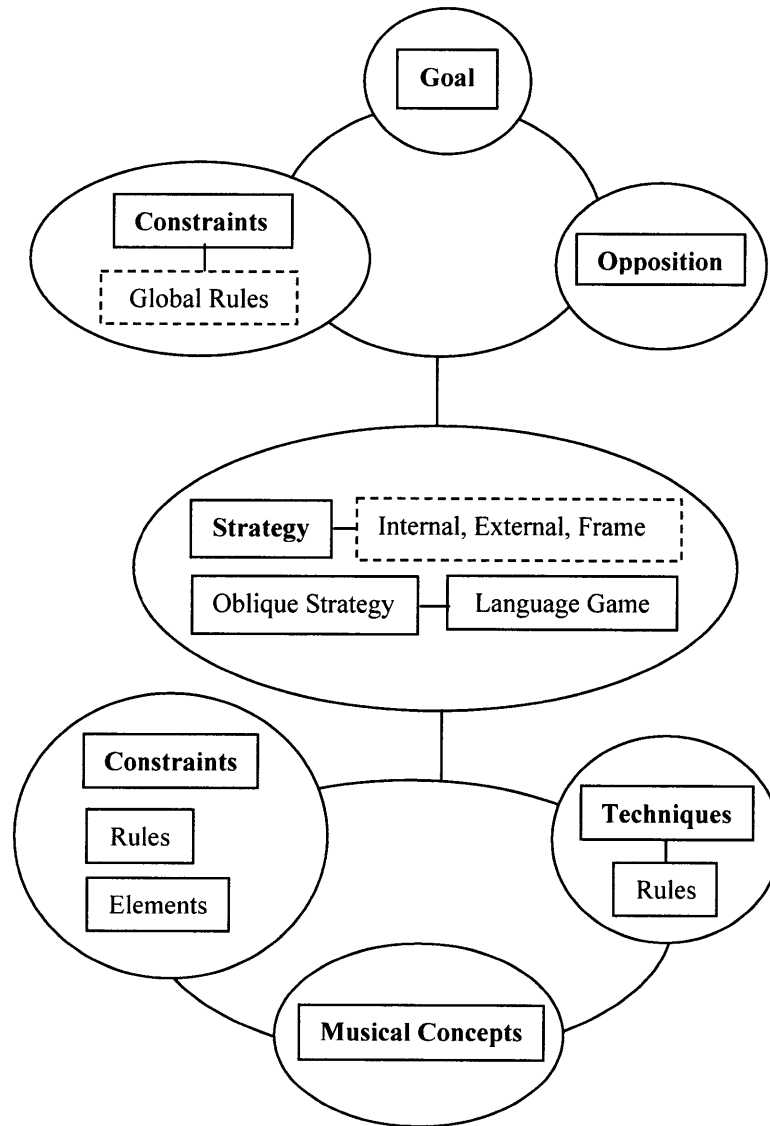 Goal
Constraints
Global Rules
Opposition
Strategy
Internal, External, Frame
Oblique Strategy
Language Game
Constraints
Rules
Elements
Techniques
Rules
Musical Concepts